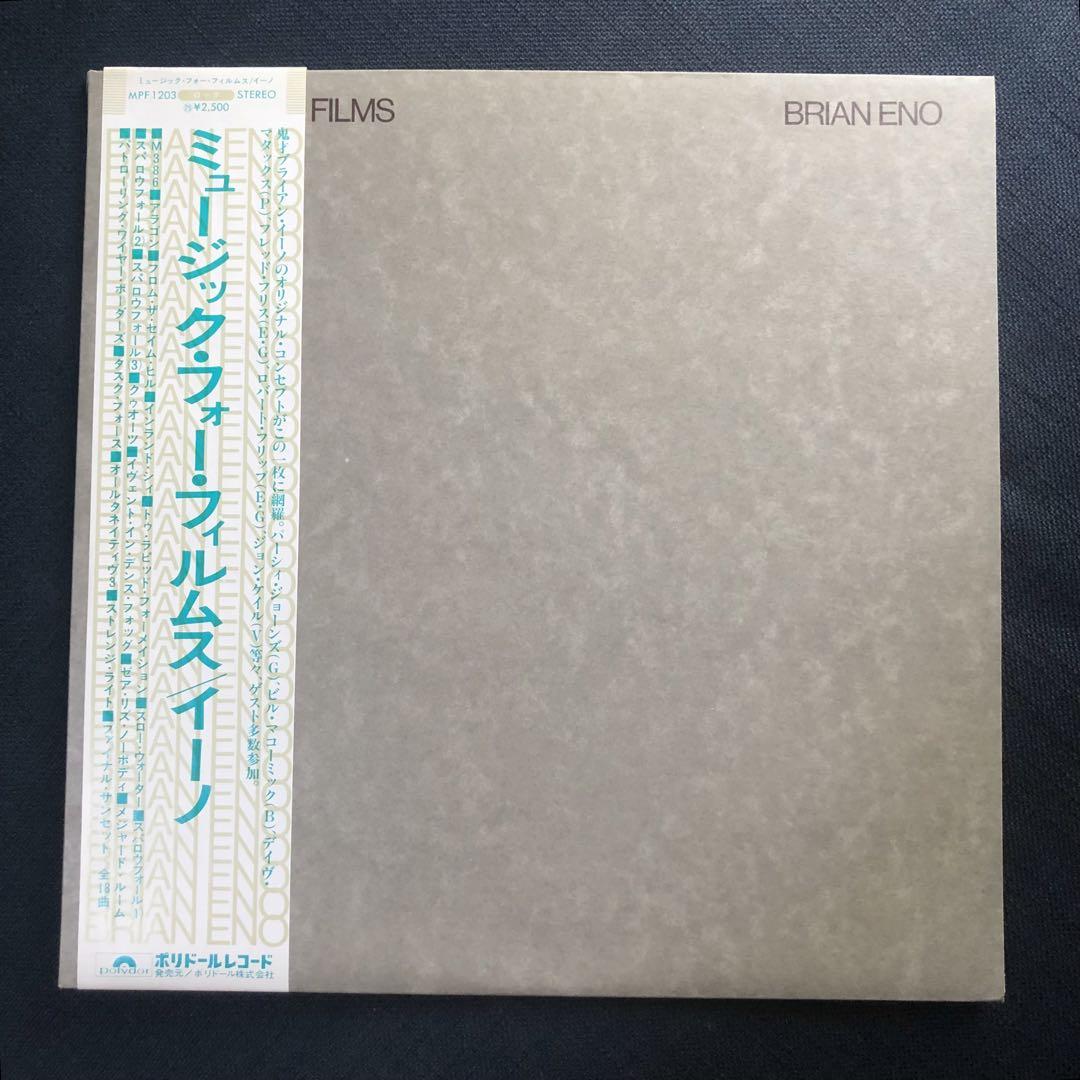 ミュージック・フォー・フィルムス/イーノ
MPF 1203 ロック STEREO
¥2,500
FILMS
BRIAN ENO
鬼才ブライアン・イーノのオリジナル・コンセプトがこの一枚に網羅。パーシィ・ジョーンズ(G)、ビル・マコーミック(B)、デイヴ・
マタックス(P)、フレッド・フリス(E・G)、ロバート・フリップ(E・G)ジョン・ケイル(V)等々、ゲスト多数参加。
ミュージック・フォー・フィルムス/イーノ
■M386■アラゴン■フロム・ザ・セイム・ヒル■インランド・シィ■トゥ・ラピッド・フォーメイション■スロー・ウォーター■スパロウフォール1)
■スパロウフォール2)■スパロウフォール(3)■クゥオーツ■イヴェント・イン・デンス・フォッグ■ゼア・リズ・ノーボディ■メジャード・ルーム
■パトローリング・ワイヤー・ボーダーズ■タスク・フォース■オールタネイティヴ3■ストレンジ・ライト■ファイナル・サンセット 全18曲
BRIAN ENO
polydor
ポリドールレコード
発売元/ポリドール株式会社